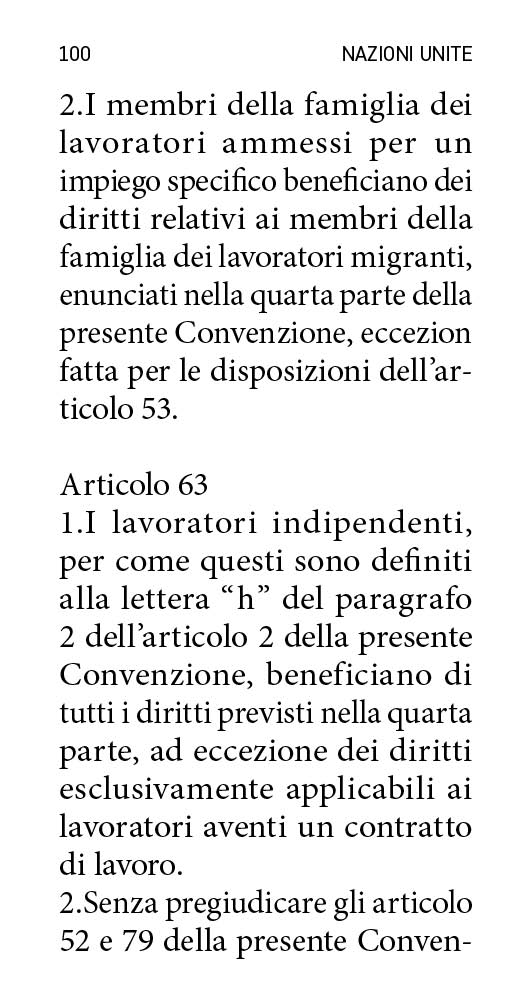 100 NAZIONI UNITE
2.I membri della famiglia dei
lavoratori ammessi per un
impiego specifico beneficiano dei
diritti relativi ai membri della
famiglia dei lavoratori migranti,
enunciati nella quarta parte della
presente Convenzione, eccezion
fatta per le disposizioni dell’ar-
ticolo 53.

Articolo 63
1.I lavoratori indipendenti,
per come questi sono definiti
alla lettera “h” del paragrafo
2 dell’articolo 2 della presente
Convenzione, beneficiano di
tutti i diritti previsti nella quarta
parte, ad eccezione dei diritti
esclusivamente applicabili ai
lavoratori aventi un contratto
di lavoro.
2.Senza pregiudicare gli articolo
52 e 79 della presente Conven-